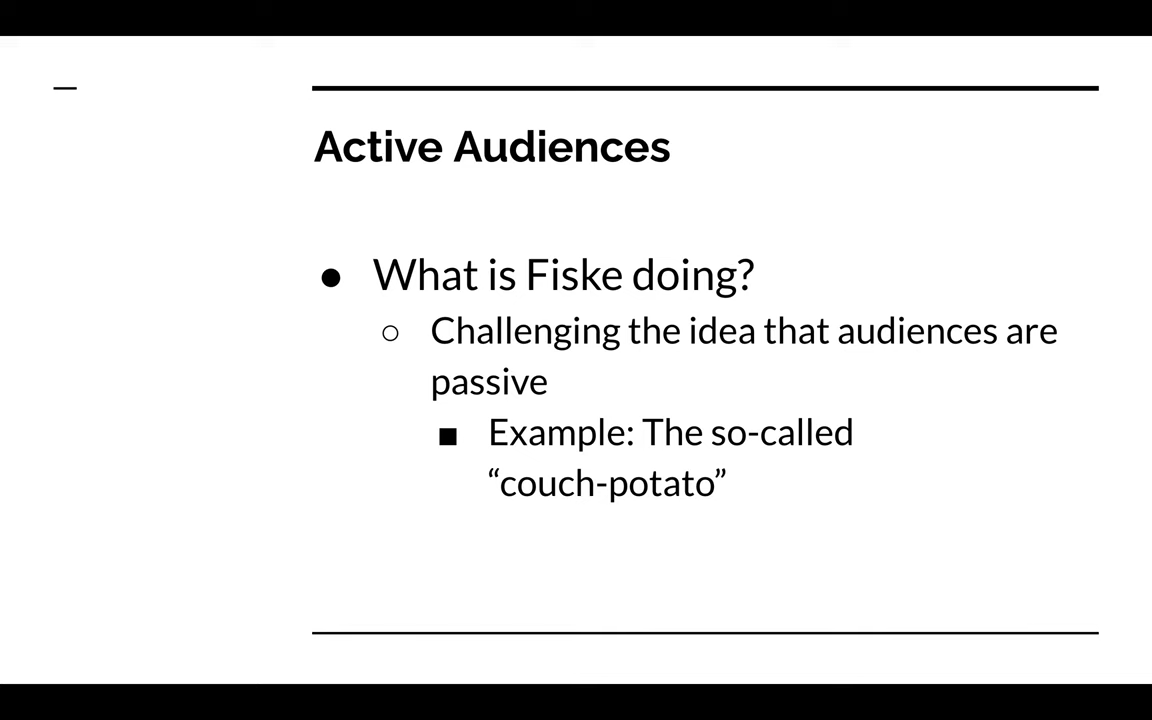 Active Audiences
● What is Fiske doing?
○ Challenging the idea that audiences are
passive
■ Example: The so-called
“couch-potato”